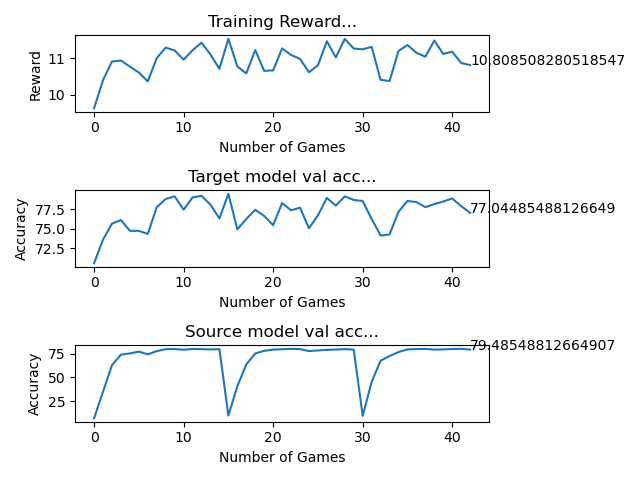 Training Reward...
Reward
11
10
10.808508280518547
0 10 20 30 40
Number of Games
Target model val acc...
Accuracy
77.5
75.0
72.5
77.04485488126649
0 10 20 30 40
Number of Games
Source model val acc...
Accuracy
75
50
25
79.48548812664907
0 10 20 30 40
Number of Games